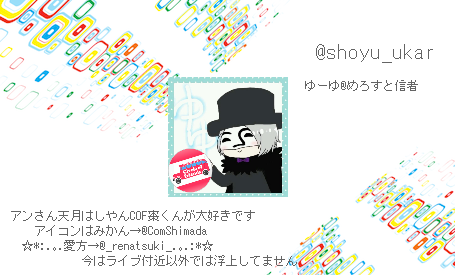 @shoyu_ukar
ゆーゆ@めろすと信者
アンさん天月はしやんCOF案くんが大好きです
アイコンはみかん→@ComShimada
☆*:.｡.愛方→@_renatsuki_.｡.:*☆
今はライブ付近以外では浮上してません